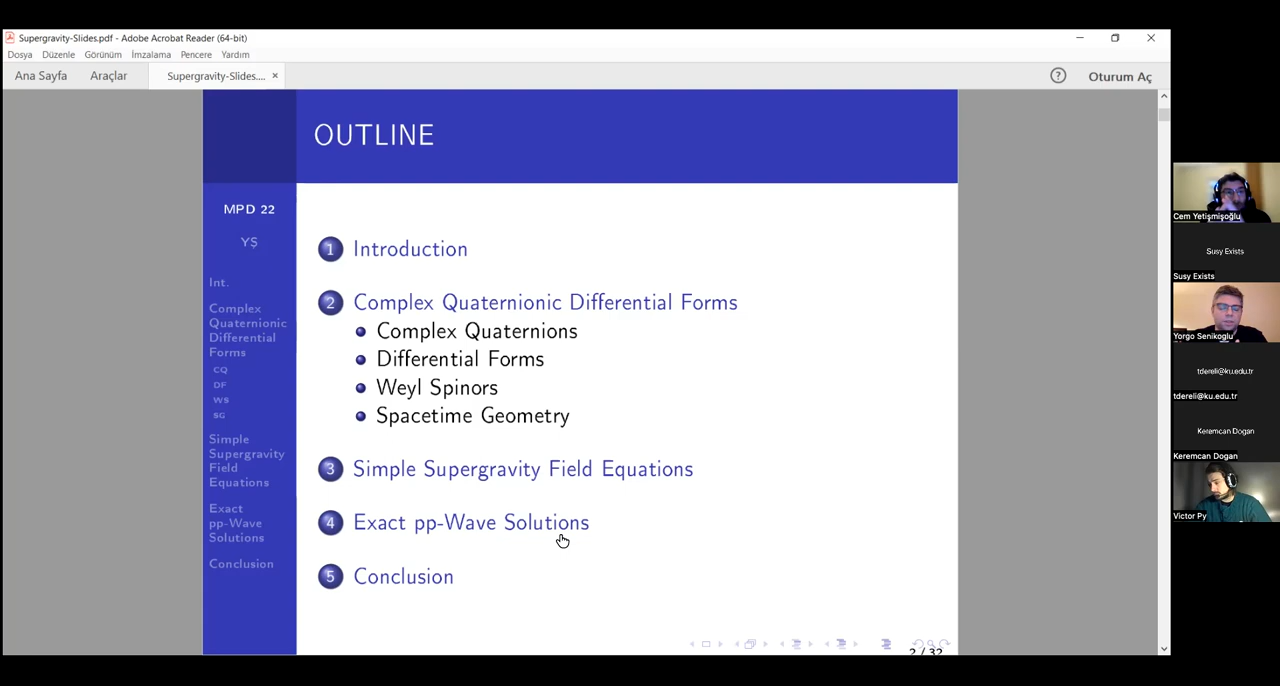 Supergravity-Slides.pdf - Adobe Acrobat Reader (64-bit)
Dosya Düzenle Görünüm İmzalama Pencere Yardım
Ana Sayfa Araçlar Supergravity-Slides.... × ? Oturum Aç
OUTLINE
MPD 22
YŞ
Int.
Complex
Quaternionic
Differential
Forms
CQ
DF
WS
SG
Simple
Supergravity
Field
Equations
Exact
pp-Wave
Solutions
Conclusion
1 Introduction
2 Complex Quaternionic Differential Forms
Complex Quaternions
Differential Forms
Weyl Spinors
Spacetime Geometry
3 Simple Supergravity Field Equations
4 Exact pp-Wave Solutions
5 Conclusion
2 / 32
Cem Yetişmişoğlu
Susy Exists
Susy Exists
Yorgo Senikoglu
tdereli@ku.edu.tr
tdereli@ku.edu.tr
Keremcan Dogan
Keremcan Dogan
Victor Py